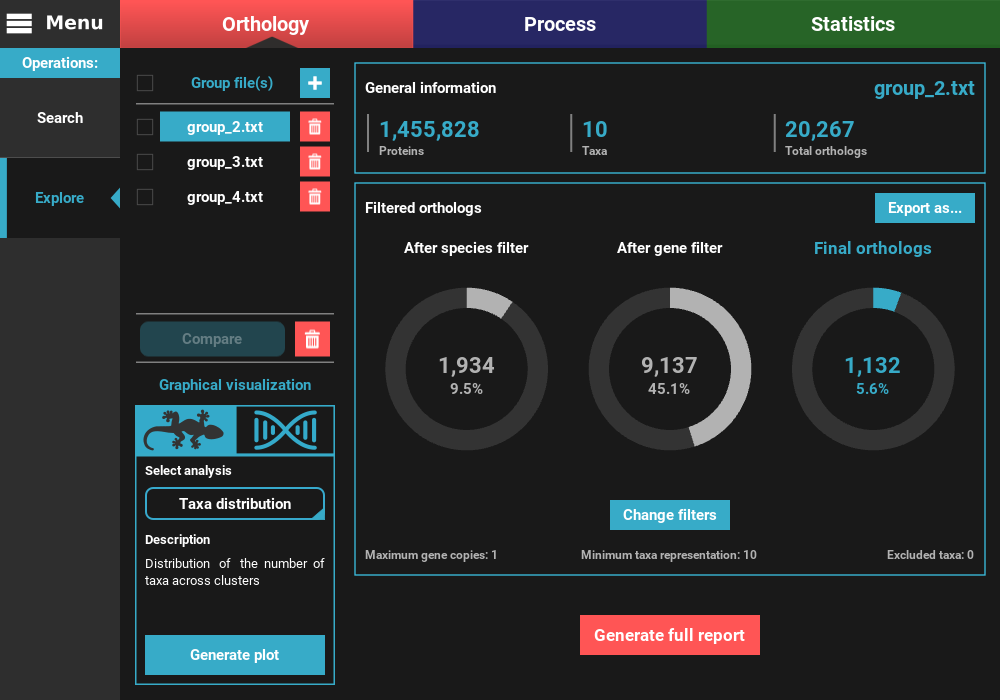 Menu
Orthology
Process
Statistics
Operations:
Search
Explore
Group file(s)
group_2.txt
group_3.txt
group_4.txt
Compare
Graphical visualization
Select analysis
Taxa distribution
Description
Distribution of the number of
taxa across clusters
Generate plot
General information
group_2.txt
1,455,828
Proteins
10
Taxa
20,267
Total orthologs
Filtered orthologs
Export as...
After species filter
After gene filter
Final orthologs
1,934
9.5%
9,137
45.1%
1,132
5.6%
Change filters
Maximum gene copies: 1
Minimum taxa representation: 10
Excluded taxa: 0
Generate full report